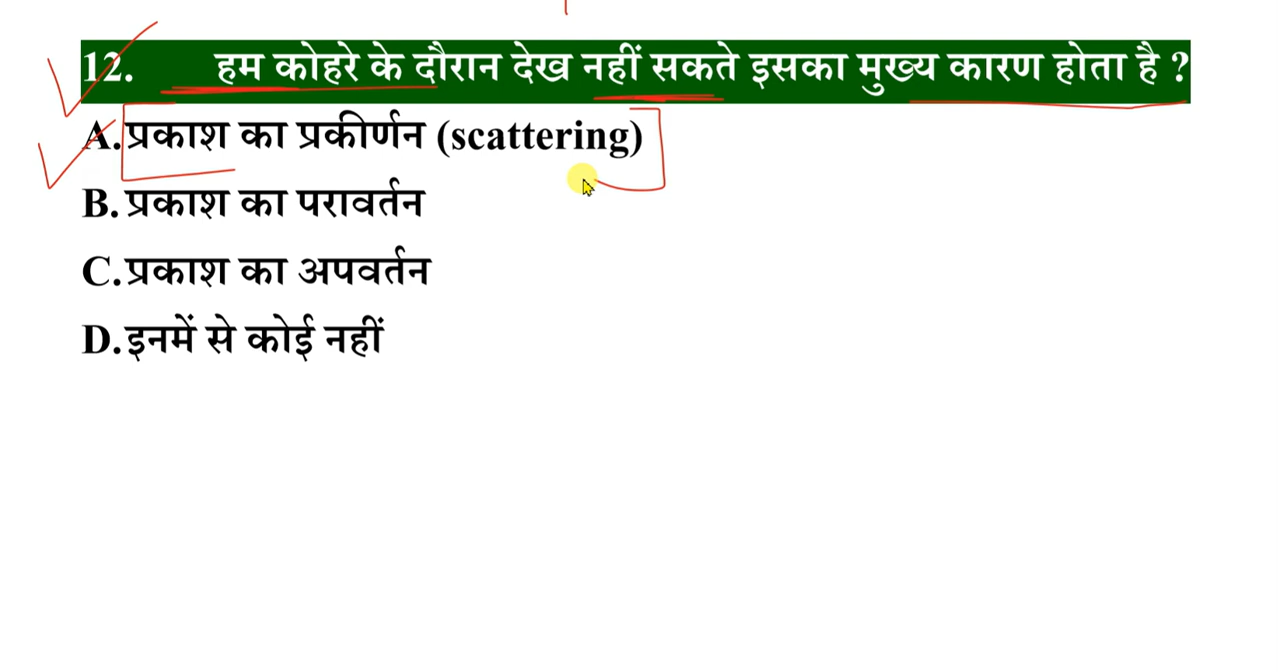 12. हम कोहरे के दौरान देख नहीं सकते इसका मुख्य कारण होता है ?
A. प्रकाश का प्रकीर्णन (scattering)
B. प्रकाश का परावर्तन
C. प्रकाश का अपवर्तन
D. इनमें से कोई नहीं